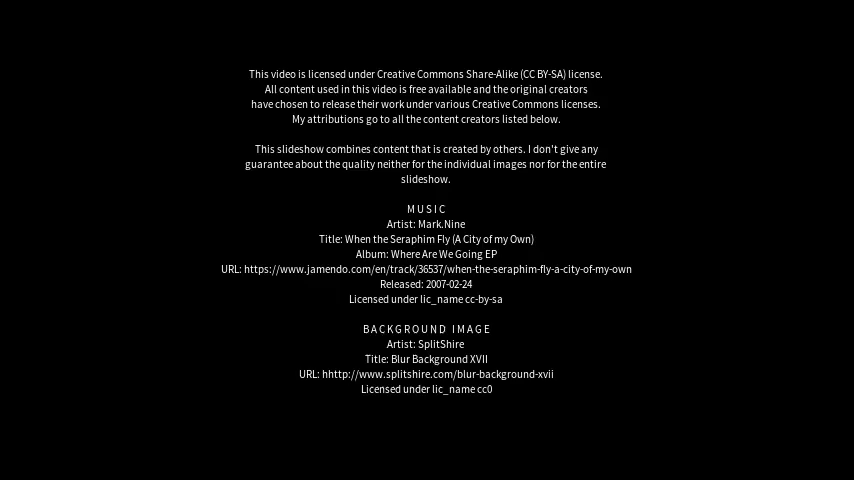 This video is licensed under Creative Commons Share-Alike (CC BY-SA) license.
All content used in this video is free available and the original creators
have chosen to release their work under various Creative Commons licenses.
My attributions go to all the content creators listed below.
This slideshow combines content that is created by others. I don't give any
guarantee about the quality neither for the individual images nor for the entire
slideshow.
MUSIC
Artist: Mark.Nine
Title: When the Seraphim Fly (A City of my Own)
Album: Where Are We Going EP
URL: https://www.jamendo.com/en/track/36537/when-the-seraphim-fly-a-city-of-my-own
Released: 2007-02-24
Licensed under lic_name cc-by-sa
BACKGROUND IMAGE
Artist: SplitShire
Title: Blur Background XVII
URL: hhttp://www.splitshire.com/blur-background-xvii
Licensed under lic_name cc0